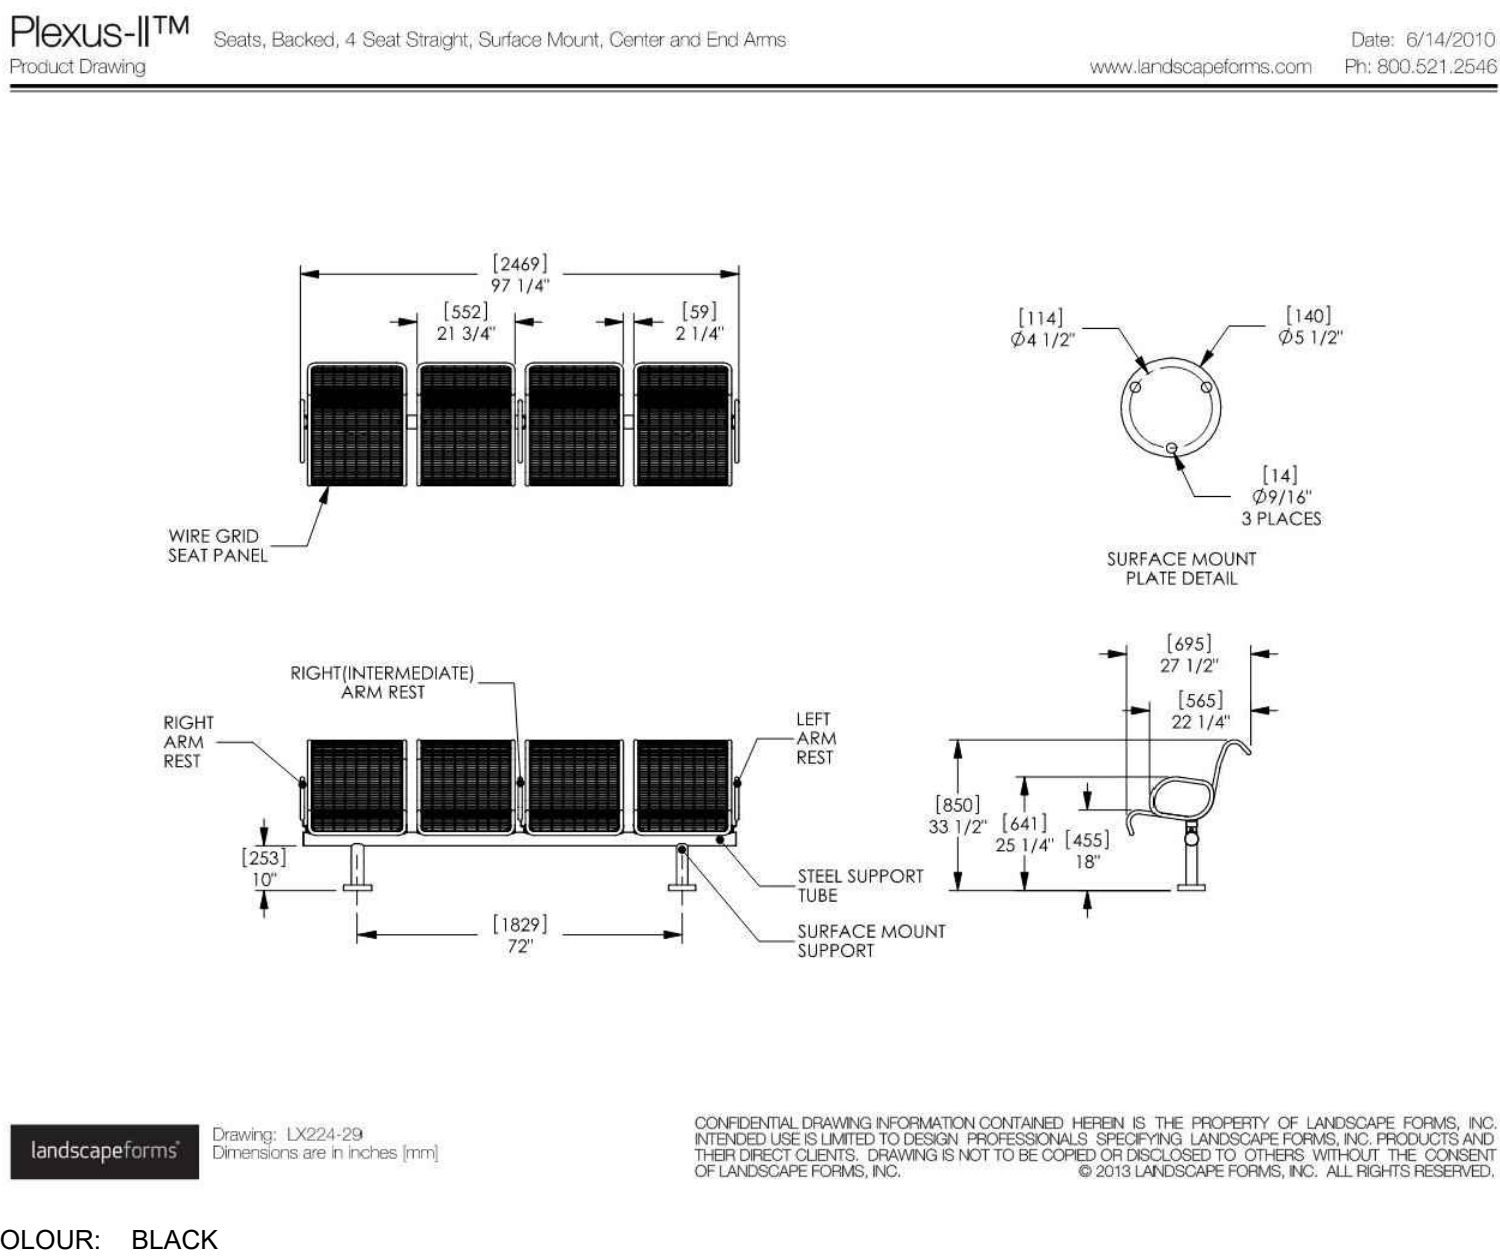 Plexus-II™
Seats, Backed, 4 Seat Straight, Surface Mount, Center and End Arms
Date: 6/14/2010
Product Drawing
www.landscapeforms.com
Ph: 800.521.2546
[2469]
97 1/4"
[552]
21 3/4"
[59]
2 1/4"
WIRE GRID
SEAT PANEL
[114]
Ø4 1/2"
[140]
Ø5 1/2"
[14]
Ø9/16"
3 PLACES
SURFACE MOUNT
PLATE DETAIL
RIGHT(INTERMEDIATE)
ARM REST
RIGHT
ARM
REST
LEFT
ARM
REST
[253]
10"
[1829]
72"
STEEL SUPPORT
TUBE
SURFACE MOUNT
SUPPORT
[695]
27 1/2"
[565]
22 1/4"
[850]
33 1/2"
[641]
25 1/4"
[455]
18"
landscapeforms®
Drawing: LX224-29
Dimensions are in inches [mm]
CONFIDENTIAL DRAWING INFORMATION CONTAINED HEREIN IS THE PROPERTY OF LANDSCAPE FORMS, INC.
INTENDED USE IS LIMITED TO DESIGN PROFESSIONALS SPECIFYING LANDSCAPE FORMS, INC. PRODUCTS AND
THEIR DIRECT CLIENTS. DRAWING IS NOT TO BE COPIED OR DISCLOSED TO OTHERS WITHOUT THE CONSENT
OF LANDSCAPE FORMS, INC.
© 2013 LANDSCAPE FORMS, INC. ALL RIGHTS RESERVED.
OLOUR: BLACK